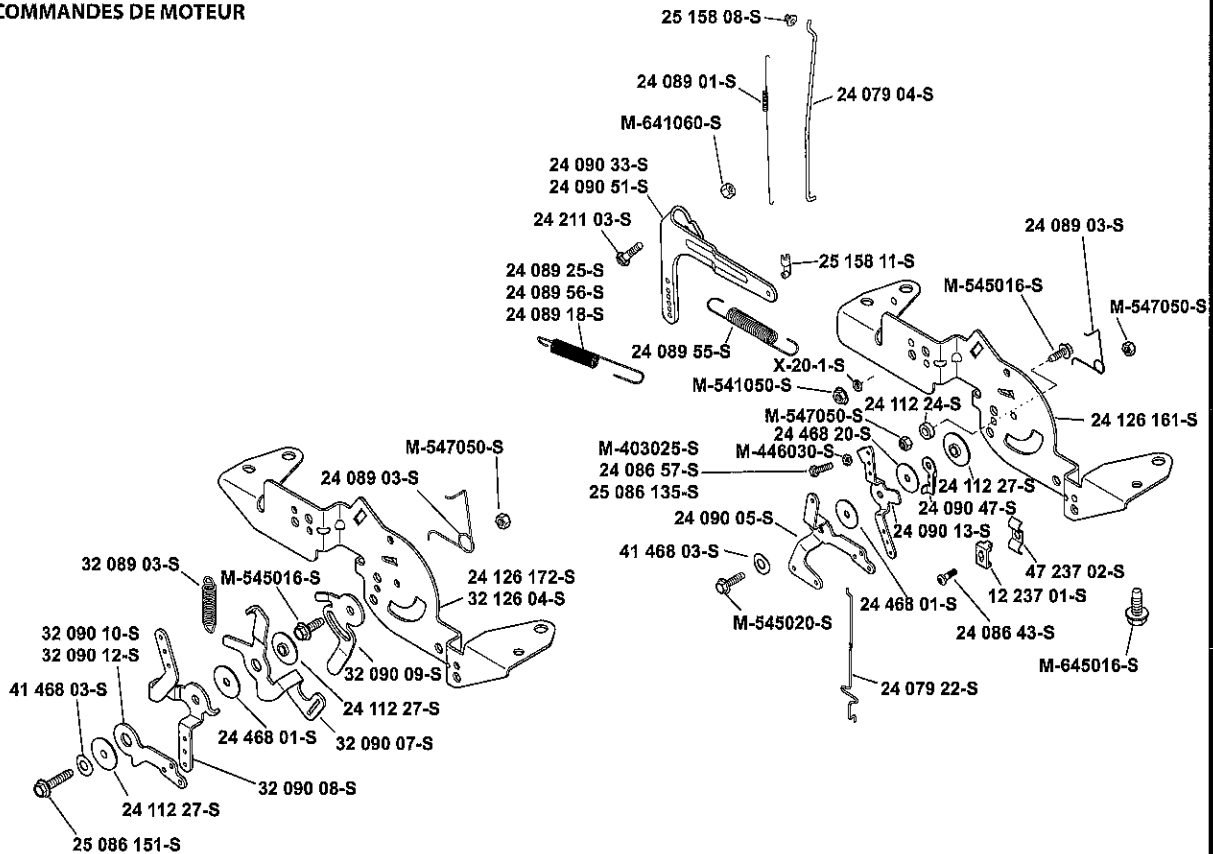 COMMANDES DE MOTEUR
25 158 08-S
24 089 01-S
24 079 04-S
M-641060-S
24 090 33-S
24 090 51-S
24 211 03-S
24 089 03-S
25 158 11-S
24 089 25-S
24 089 56-S
24 089 18-S
M-545016-S
M-547050-S
24 089 55-S
X-20-1-S
M-541050-S
24 112 24-S
24 126 161-S
M-547050-S
24 468 20-S
M-446030-S
M-403025-S
24 086 57-S
25 086 135-S
24 112 27-S
24 090 47-S
24 090 13-S
24 090 05-S
41 468 03-S
47 237 02-S
12 237 01-S
24 468 01-S
24 086 43-S
M-545020-S
M-645016-S
24 079 22-S
M-547050-S
24 089 03-S
32 089 03-S
M-545016-S
24 126 172-S
32 126 04-S
32 090 10-S
32 090 12-S
41 468 03-S
32 090 09-S
24 112 27-S
24 468 01-S
32 090 07-S
32 090 08-S
24 112 27-S
25 086 151-S